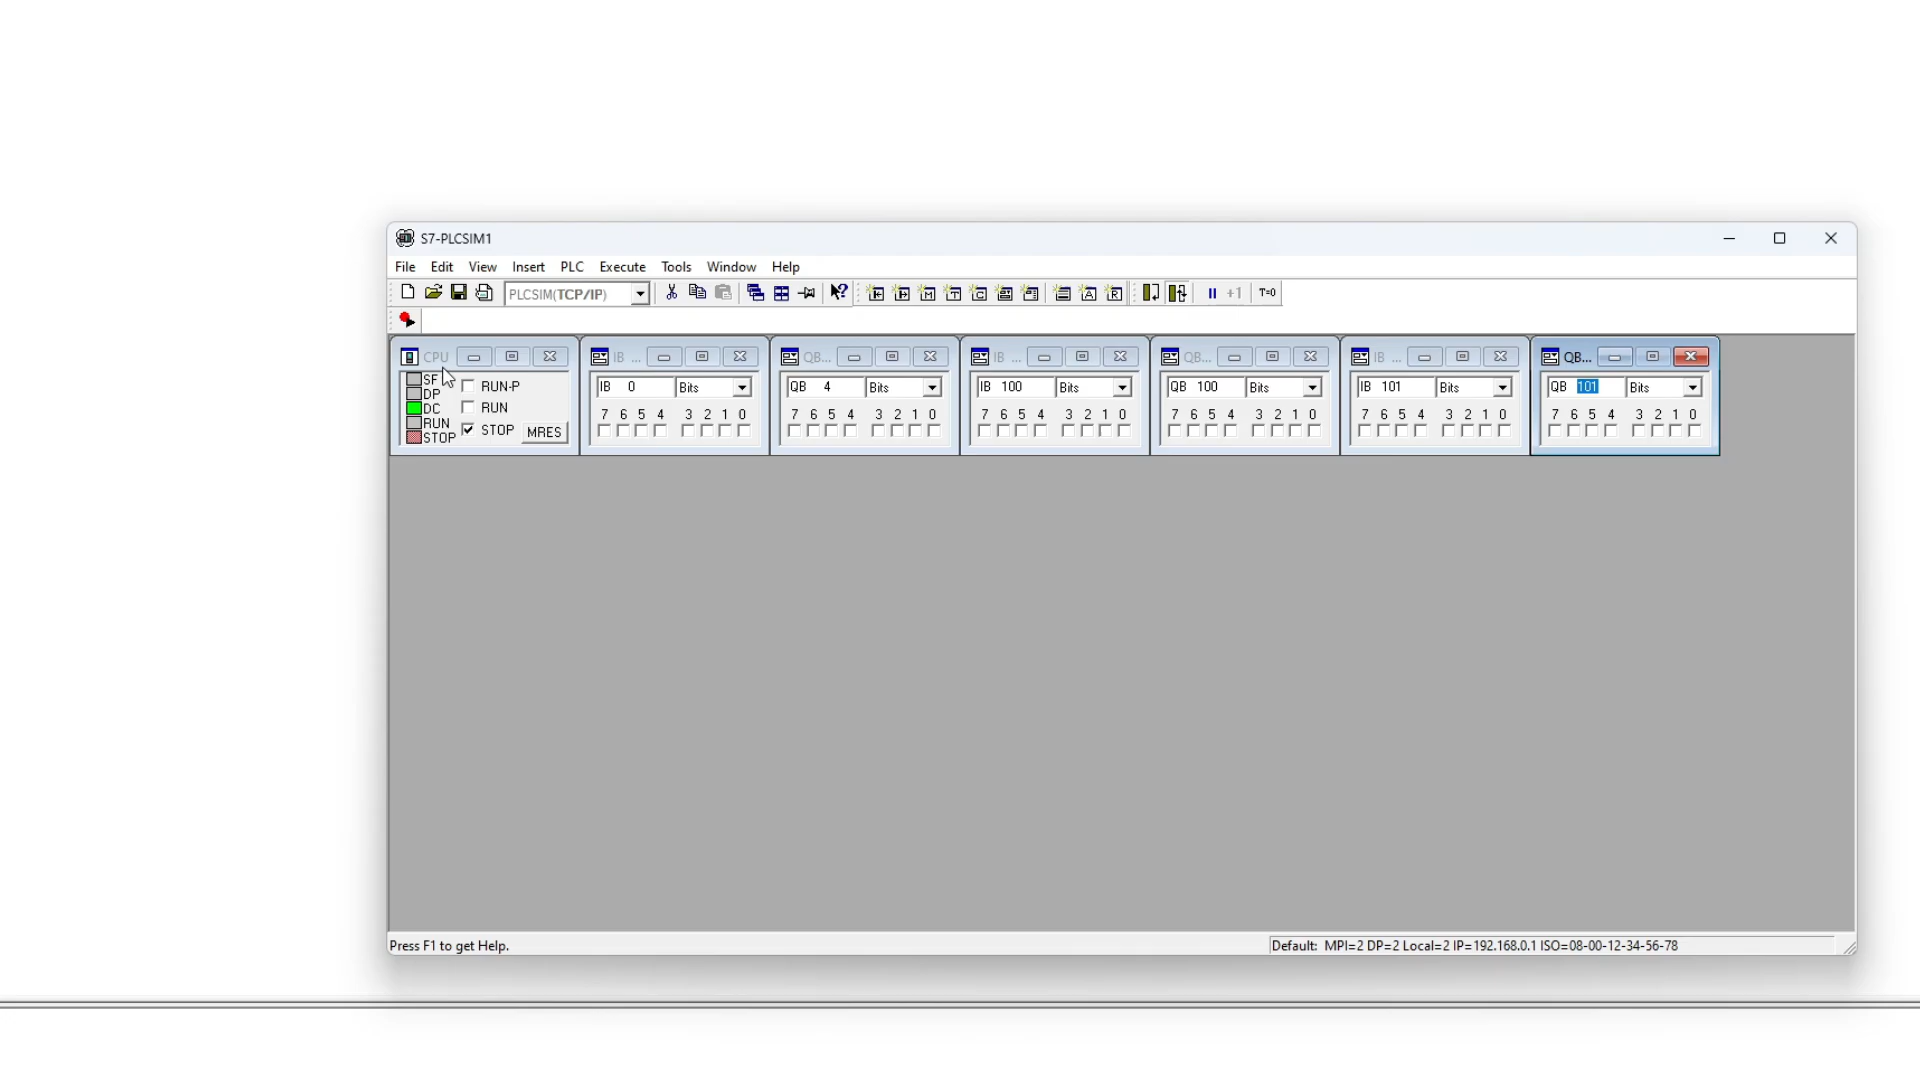 S7-PLCSIM1
File Edit View Insert PLC Execute Tools Window Help
PLCSIM(TCP/IP) +1 T=0
CPU IB ... QB... IB ... QB... IB ... QB...
SF RUN-P IB 0 Bits QB 4 Bits IB 100 Bits QB 100 Bits IB 101 Bits QB 101 Bits
DP
DC RUN 7 6 5 4 3 2 1 0 7 6 5 4 3 2 1 0 7 6 5 4 3 2 1 0 7 6 5 4 3 2 1 0 7 6 5 4 3 2 1 0 7 6 5 4 3 2 1 0
RUN
STOP STOP MRES
Press F1 to get Help. Default: MPI=2 DP=2 Local=2 IP=192.168.0.1 ISO=08-00-12-34-56-78